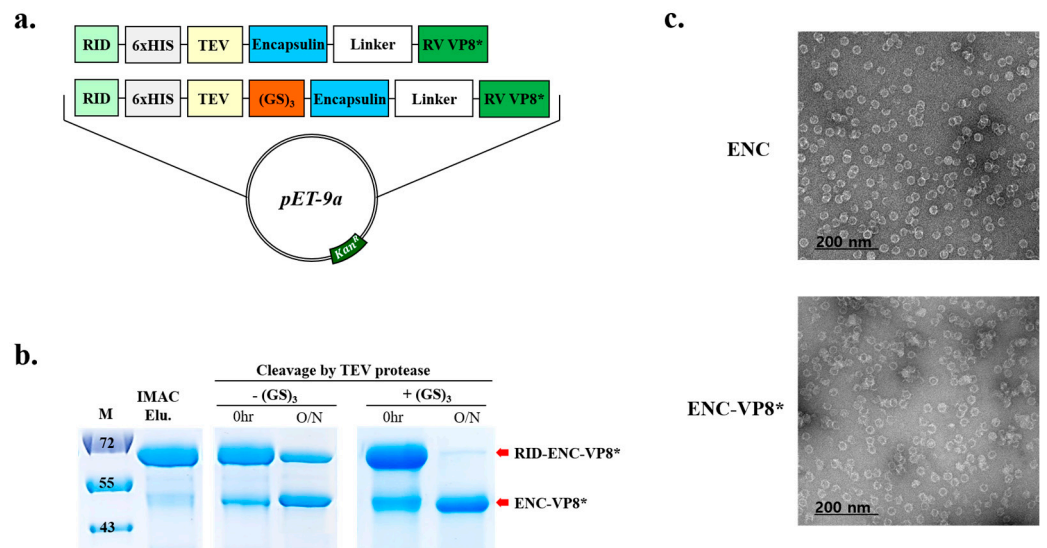 a.
RID 6xHIS TEV Encapsulin Linker RV VP8*
RID 6xHIS TEV (GS)3 Encapsulin Linker RV VP8*
pET-9a
KanR
b.
Cleavage by TEV protease
M IMAC Elu. - (GS)3 + (GS)3
0hr O/N 0hr O/N
72
55
43
RID-ENC-VP8*
ENC-VP8*
c.
ENC
200 nm
ENC-VP8*
200 nm